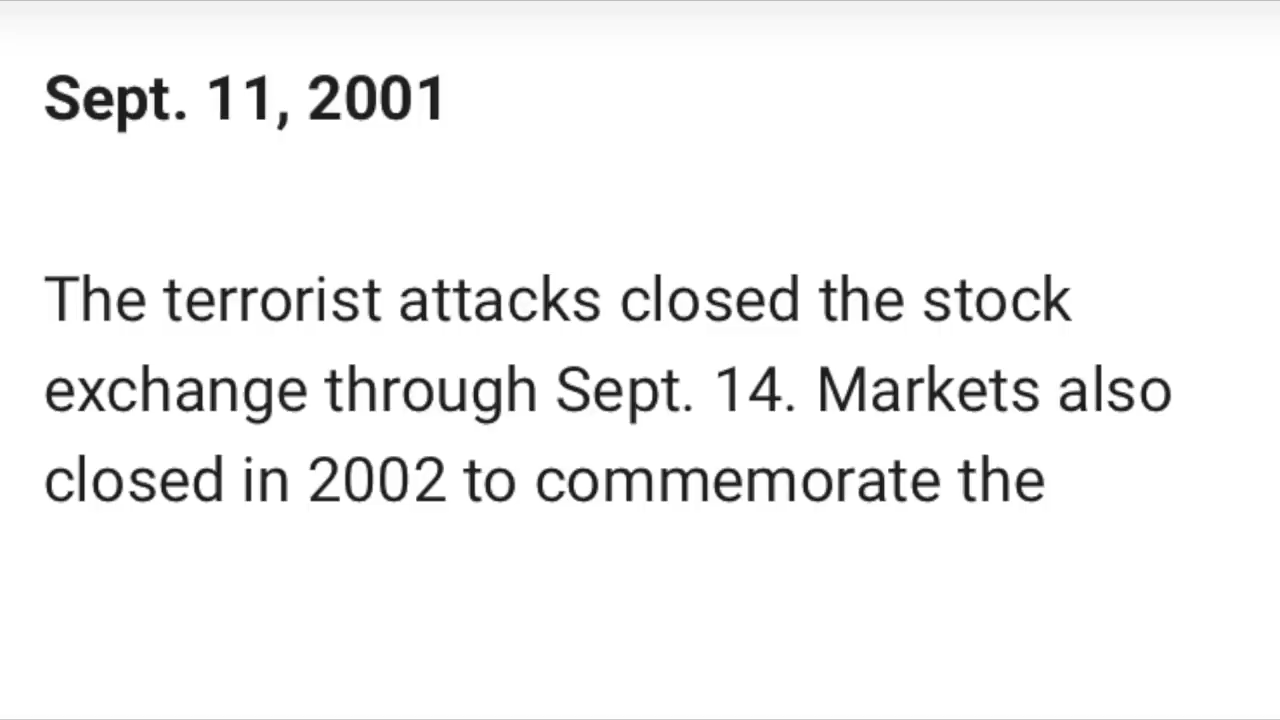 Sept. 11, 2001
The terrorist attacks closed the stock
exchange through Sept. 14. Markets also
closed in 2002 to commemorate the